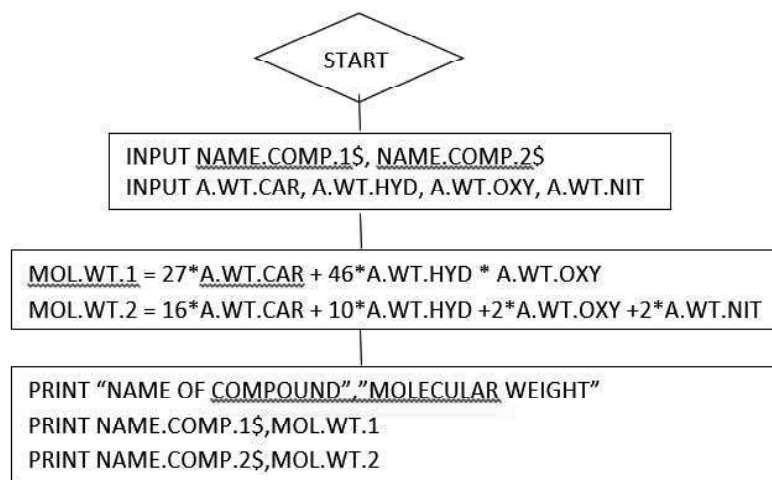 START
INPUT NAME.COMP.1$, NAME.COMP.2$
INPUT A.WT.CAR, A.WT.HYD, A.WT.OXY, A.WT.NIT
MOL.WT.1 = 27*A.WT.CAR + 46*A.WT.HYD * A.WT.OXY
MOL.WT.2 = 16*A.WT.CAR + 10*A.WT.HYD +2*A.WT.OXY +2*A.WT.NIT
PRINT “NAME OF COMPOUND”,”MOLECULAR WEIGHT”
PRINT NAME.COMP.1$,MOL.WT.1
PRINT NAME.COMP.2$,MOL.WT.2